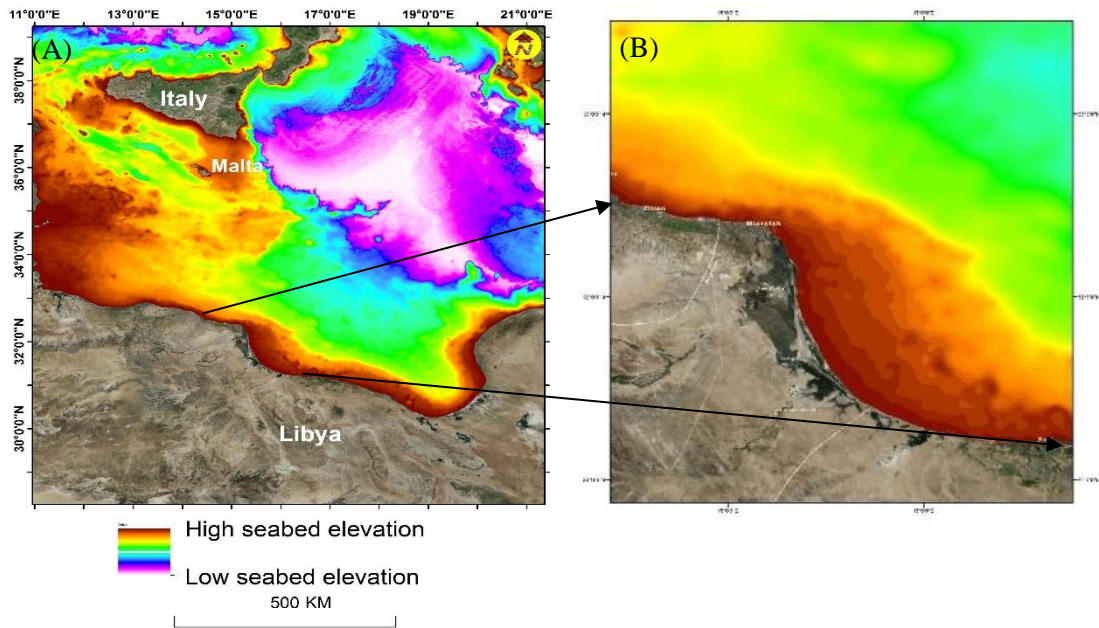 11°0'0"E 13°0'0"E 15°0'0"E 17°0'0"E 19°0'0"E 21°0'0"E
(A)
N
38°0'0"N
36°0'0"N
34°0'0"N
32°0'0"N
30°0'0"N
Italy
Malta
Libya
(B)
Zliten
Misratah
High seabed elevation
Low seabed elevation
500 KM